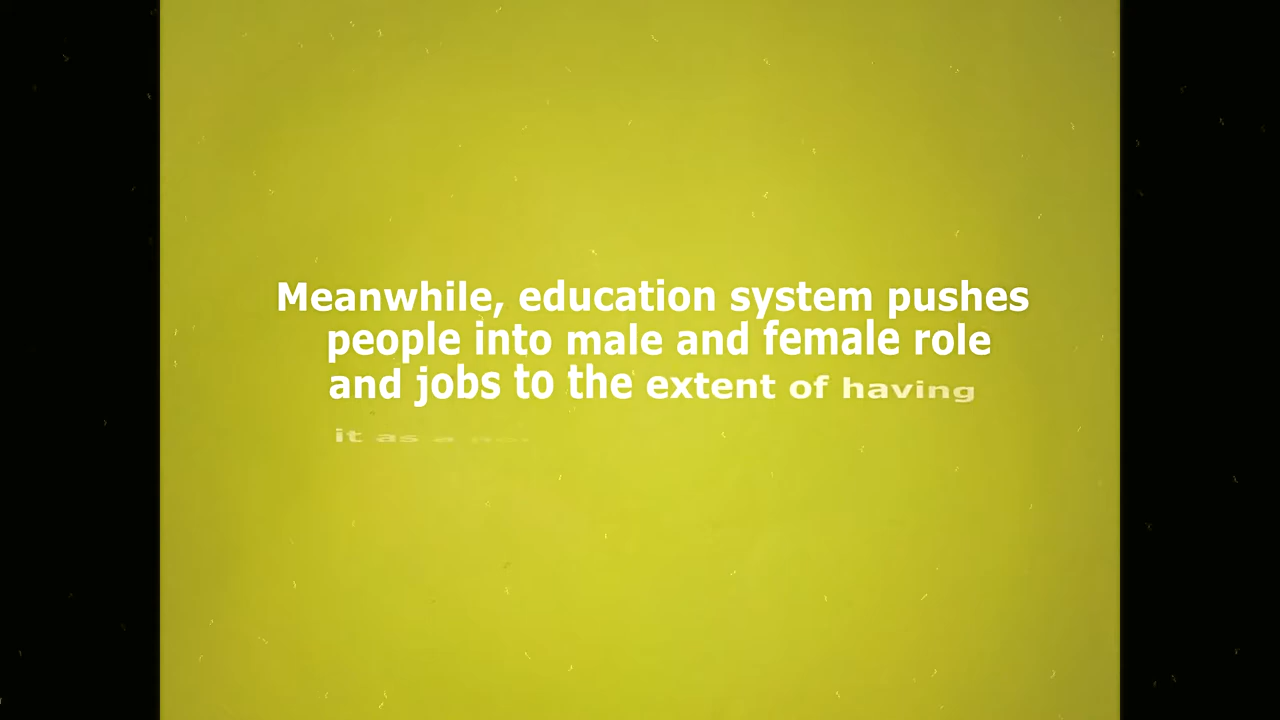 Meanwhile, education system pushes
people into male and female role
and jobs to the extent of having
it as a